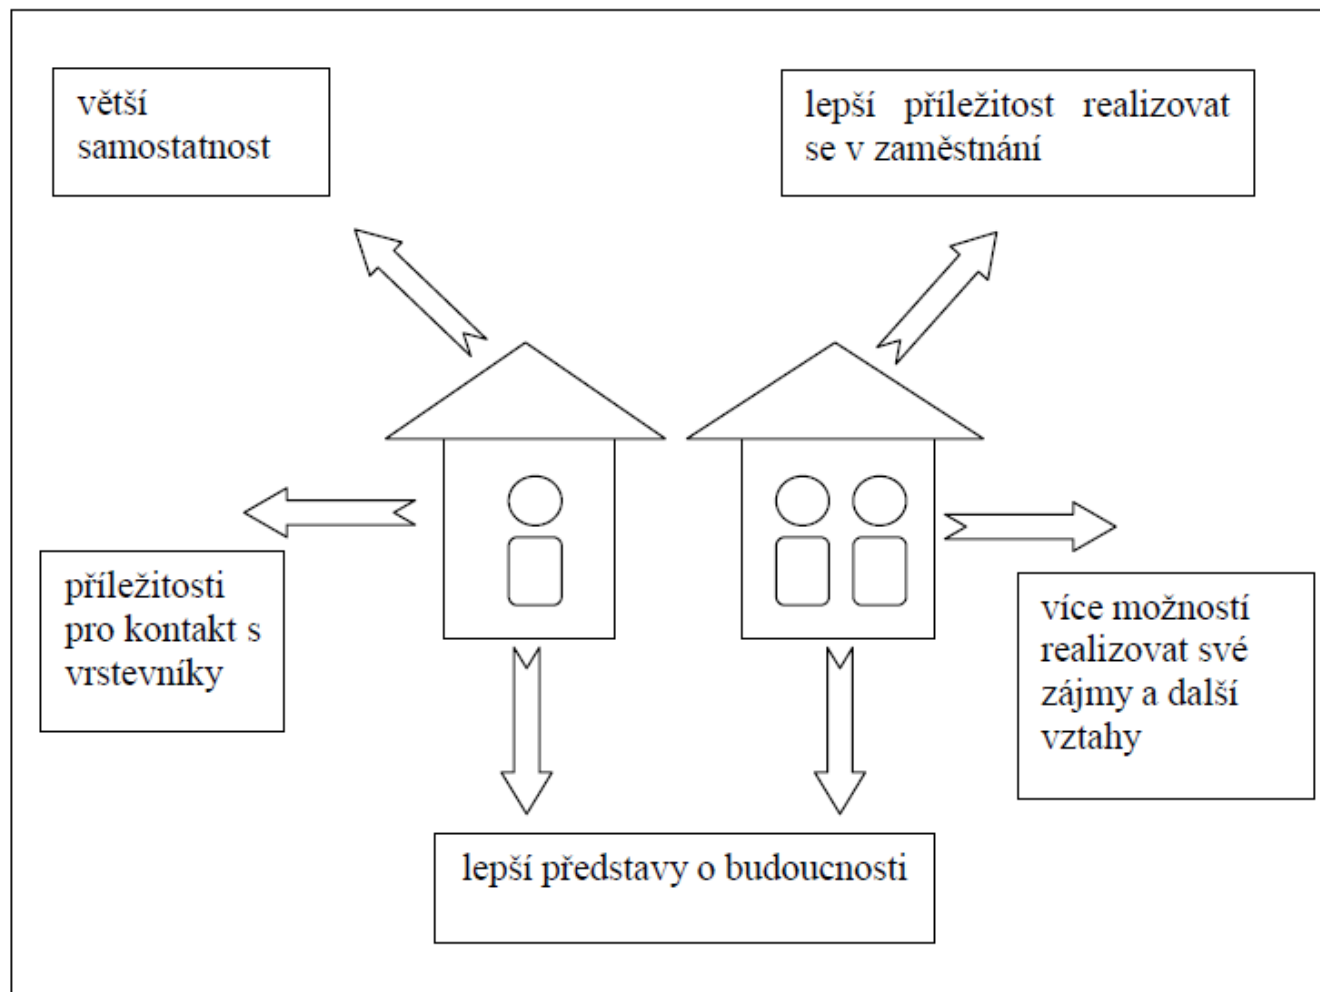 větší
samostatnost
lepší příležitost realizovat
se v zaměstnání
příležitosti
pro kontakt s
vrstevníky
více možností
realizovat své
zájmy a další
vztahy
lepší představy o budoucnosti